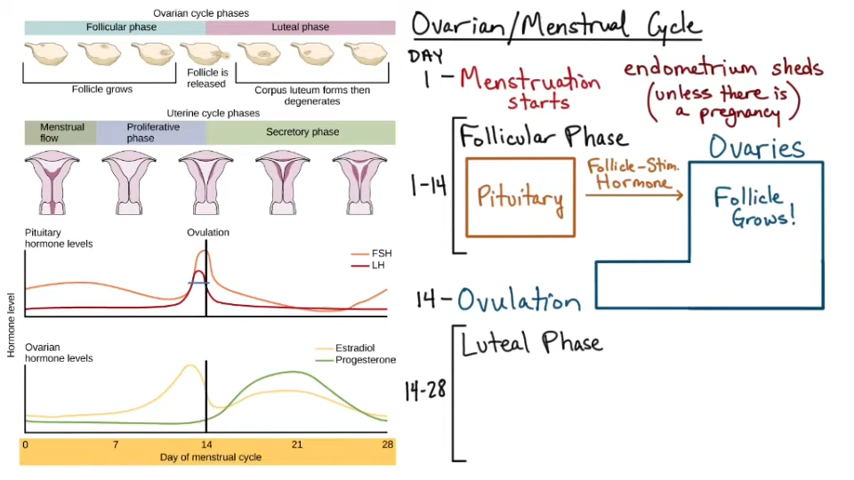 Ovarian cycle phases
Follicular phase
Luteal phase
Follicle grows
Follicle is
released
Corpus luteum forms then
degenerates
Uterine cycle phases
Menstrual
flow
Proliferative
phase
Secretory phase
Pituitary
hormone levels
Ovulation
FSH
LH
Hormone level
Ovarian
hormone levels
Estradiol
Progesterone
0 7 14 21 28
Day of menstrual cycle
Ovarian/Menstrual Cycle
DAY
1 - Menstruation
starts
endometrium sheds
(unless there is)
a pregnancy
Follicular Phase
1-14
Pituitary
Follicle-Stim.
Hormone
Ovaries
Follicle
Grows!
14-Ovulation
Luteal Phase
14-28